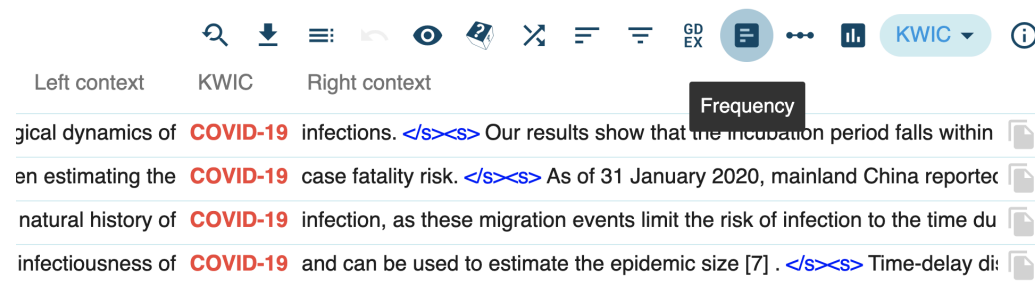 GD
EX
KWIC
Left context KWIC Right context
Frequency
gical dynamics of COVID-19 infections. </s><s> Our results show that the incubation period falls within
en estimating the COVID-19 case fatality risk. </s><s> As of 31 January 2020, mainland China reported
natural history of COVID-19 infection, as these migration events limit the risk of infection to the time du
infectiousness of COVID-19 and can be used to estimate the epidemic size [7] . </s><s> Time-delay dis